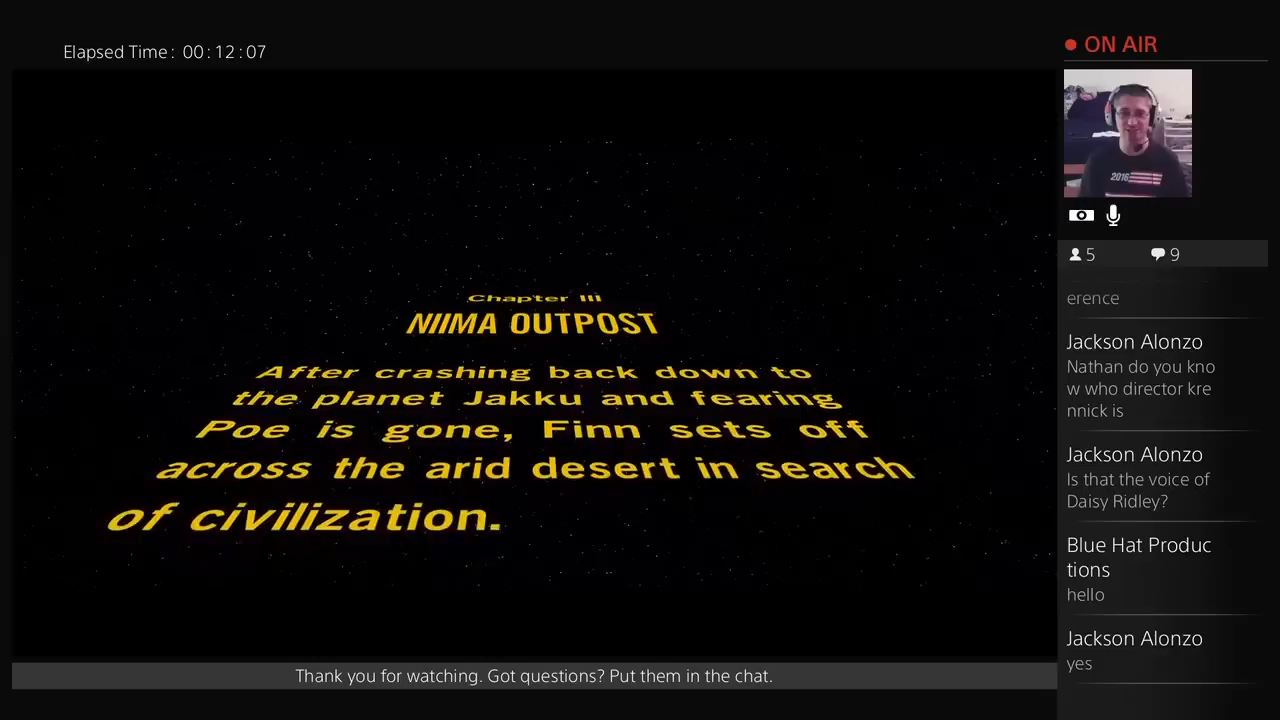 Elapsed Time: 00:12:07
ON AIR
2016
5
9
erence
Jackson Alonzo
Nathan do you kno
w who director kre
nnick is
Jackson Alonzo
Is that the voice of
Daisy Ridley?
Blue Hat Produc
tions
hello
Jackson Alonzo
yes
Chapter III
NIIMA OUTPOST
After crashing back down to
the planet Jakku and fearing
Poe is gone, Finn sets off
across the arid desert in search
of civilization.
Thank you for watching. Got questions? Put them in the chat.